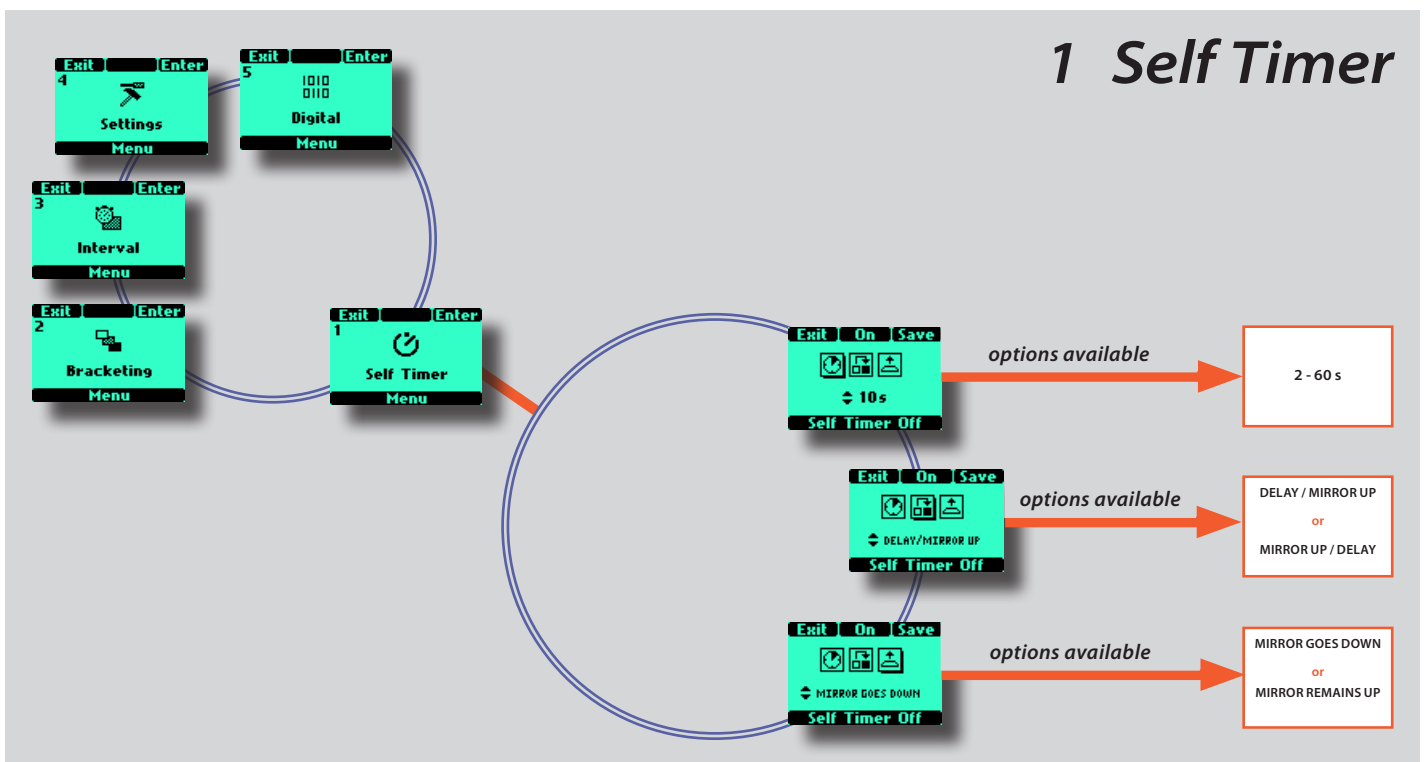 1 Self Timer
Exit Enter
4
Settings
Menu
Exit Enter
5
1010
0110
Digital
Menu
Exit Enter
3
Interval
Menu
Exit Enter
2
Bracketing
Menu
Exit Enter
1
Self Timer
Menu
Exit On Save
10s
Self Timer Off
options available
2 - 60 s
Exit On Save
DELAY/MIRROR UP
Self Timer Off
options available
DELAY / MIRROR UP
or
MIRROR UP / DELAY
Exit On Save
MIRROR GOES DOWN
Self Timer Off
options available
MIRROR GOES DOWN
or
MIRROR REMAINS UP